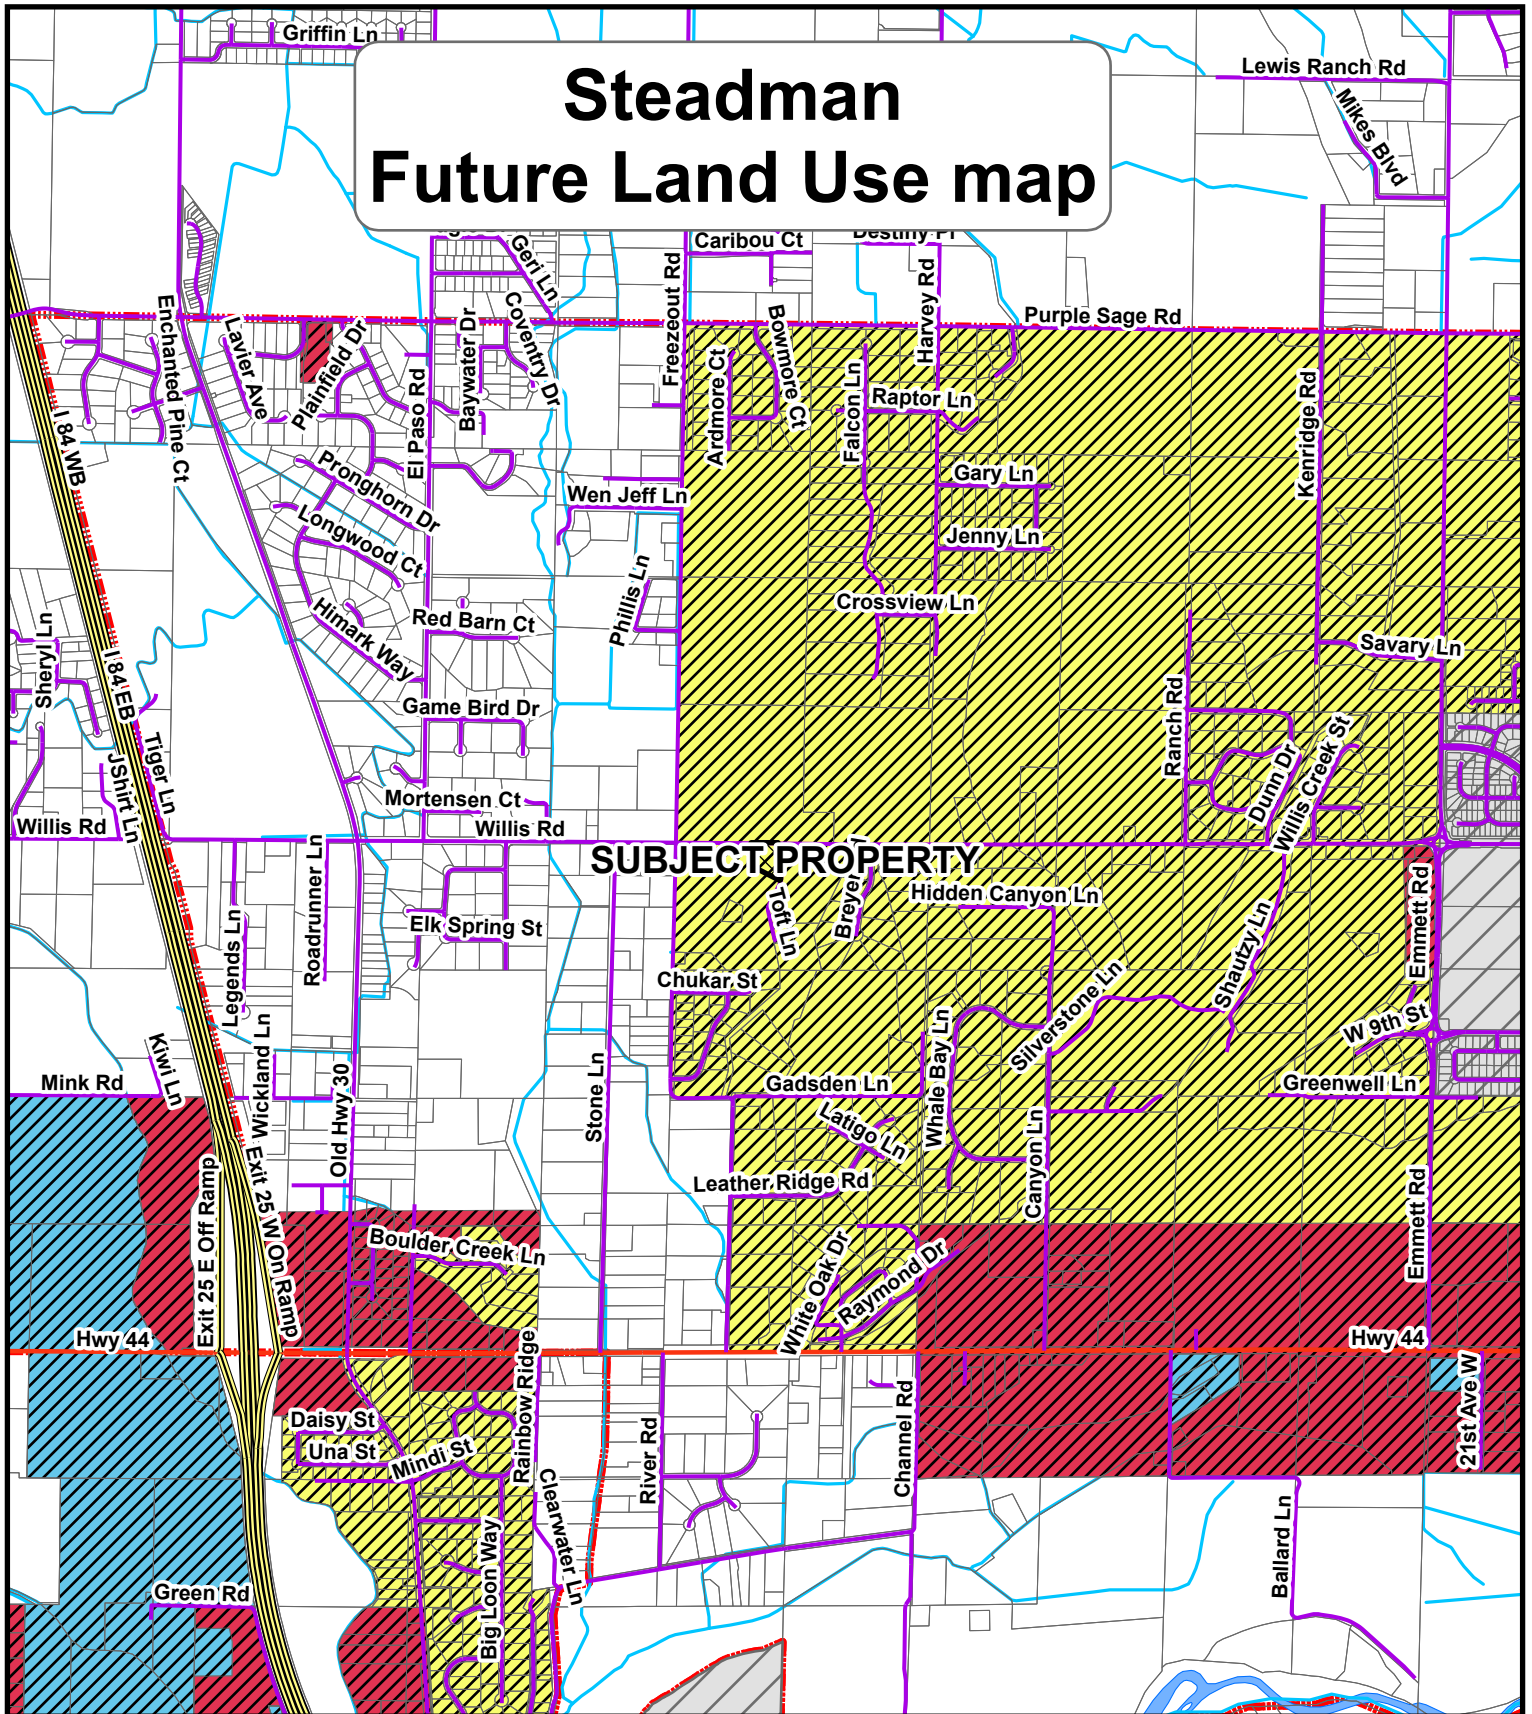 Griffin Ln
Steadman
Future Land Use map
Lewis Ranch Rd
Mikes Blvd
Geri Ln
Caribou Ct
Destiny Pl
Freezeout Rd
Harvey Rd
Purple Sage Rd
Enchanted Pine Ct
Lavier Ave
Plainfield Dr
El Paso Rd
Baywater Dr
Coventry Dr
Ardmore Ct
Bowmore Ct
Falcon Ln
Raptor Ln
Kenridge Rd
I 84 WB
Pronghorn Dr
Longwood Ct
Wen Jeff Ln
Gary Ln
Jenny Ln
Phillis Ln
Himark Way
Red Barn Ct
Crossview Ln
Savary Ln
Sheryl Ln
I 84 EB
Game Bird Dr
Ranch Rd
Dunn Dr
Willis Creek St
Tiger Ln
JShirt Ln
Mortensen Ct
Willis Rd
Willis Rd
SUBJECT PROPERTY
Roadrunner Ln
Legends Ln
Elk Spring St
Toft Ln
Hidden Canyon Ln
Emmett Rd
Shautzy Ln
Chukar St
Silverstone Ln
W 9th St
Kiwi Ln
Mink Rd
Wickland Ln
Old Hwy 30
Stone Ln
Gadsden Ln
Whale Bay Ln
Greenwell Ln
Latigo Ln
Canyon Ln
Leather Ridge Rd
Emmett Rd
Exit 25 E Off Ramp
Exit 25 W On Ramp
Boulder Creek Ln
White Oak Dr
Raymond Dr
Hwy 44
Hwy 44
Rainbow Ridge
Daisy St
Una St
Mindi St
River Rd
Channel Rd
21st Ave W
Clearwater Ln
Big Loon Way
Ballard Ln
Green Rd